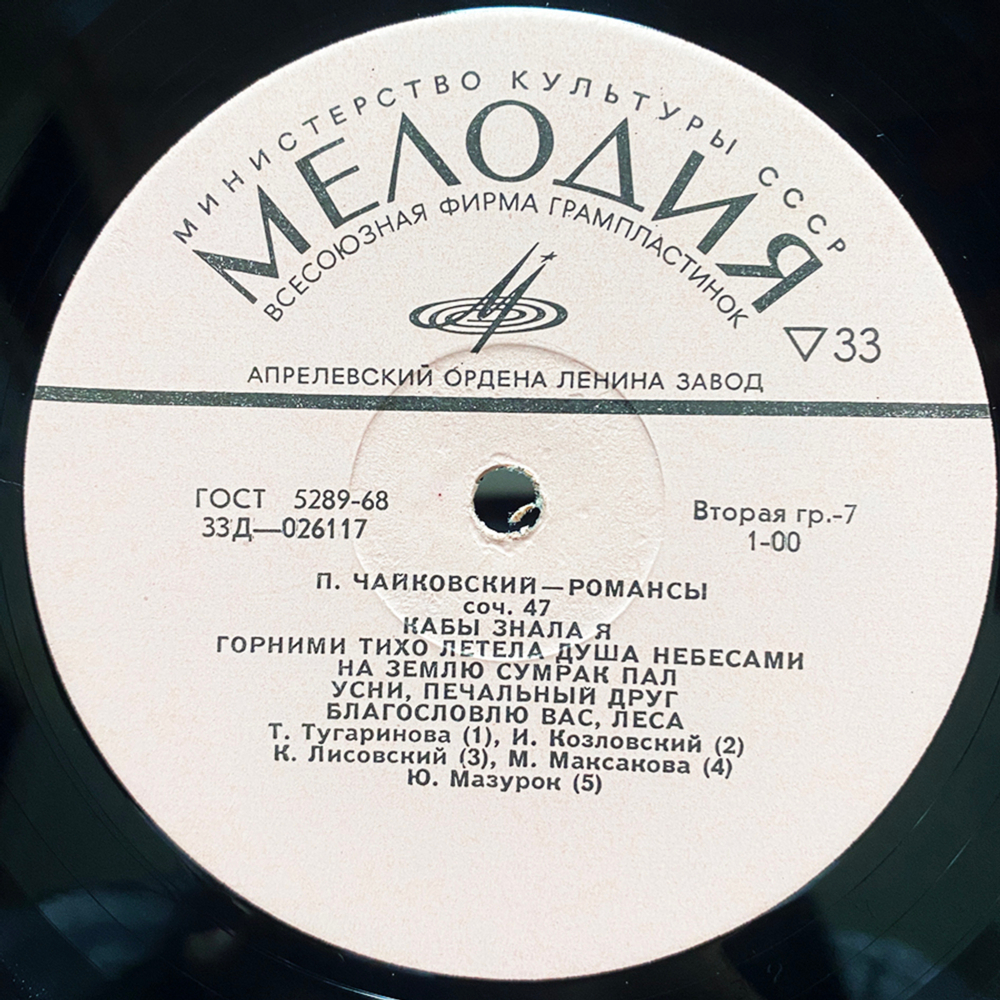 МИНИСТЕРСТВО КУЛЬТУРЫ СССР
МЕЛОДИЯ
ВСЕСОЮЗНАЯ ФИРМА ГРАМПЛАСТИНОК
▽33
АПРЕЛЕВСКИЙ ОРДЕНА ЛЕНИНА ЗАВОД
ГОСТ 5289-68
33Д—026117
Вторая гр.-7
1-00
П. ЧАЙКОВСКИЙ—РОМАНСЫ
соч. 47
КАБЫ ЗНАЛА Я
ГОРНИМИ ТИХО ЛЕТЕЛА ДУША НЕБЕСАМИ
НА ЗЕМЛЮ СУМРАК ПАЛ
УСНИ, ПЕЧАЛЬНЫЙ ДРУГ
БЛАГОСЛОВЛЮ ВАС, ЛЕСА
Т. Тугаринова (1), И. Козловский (2)
К. Лисовский (3), М. Максакова (4)
Ю. Мазурок (5)